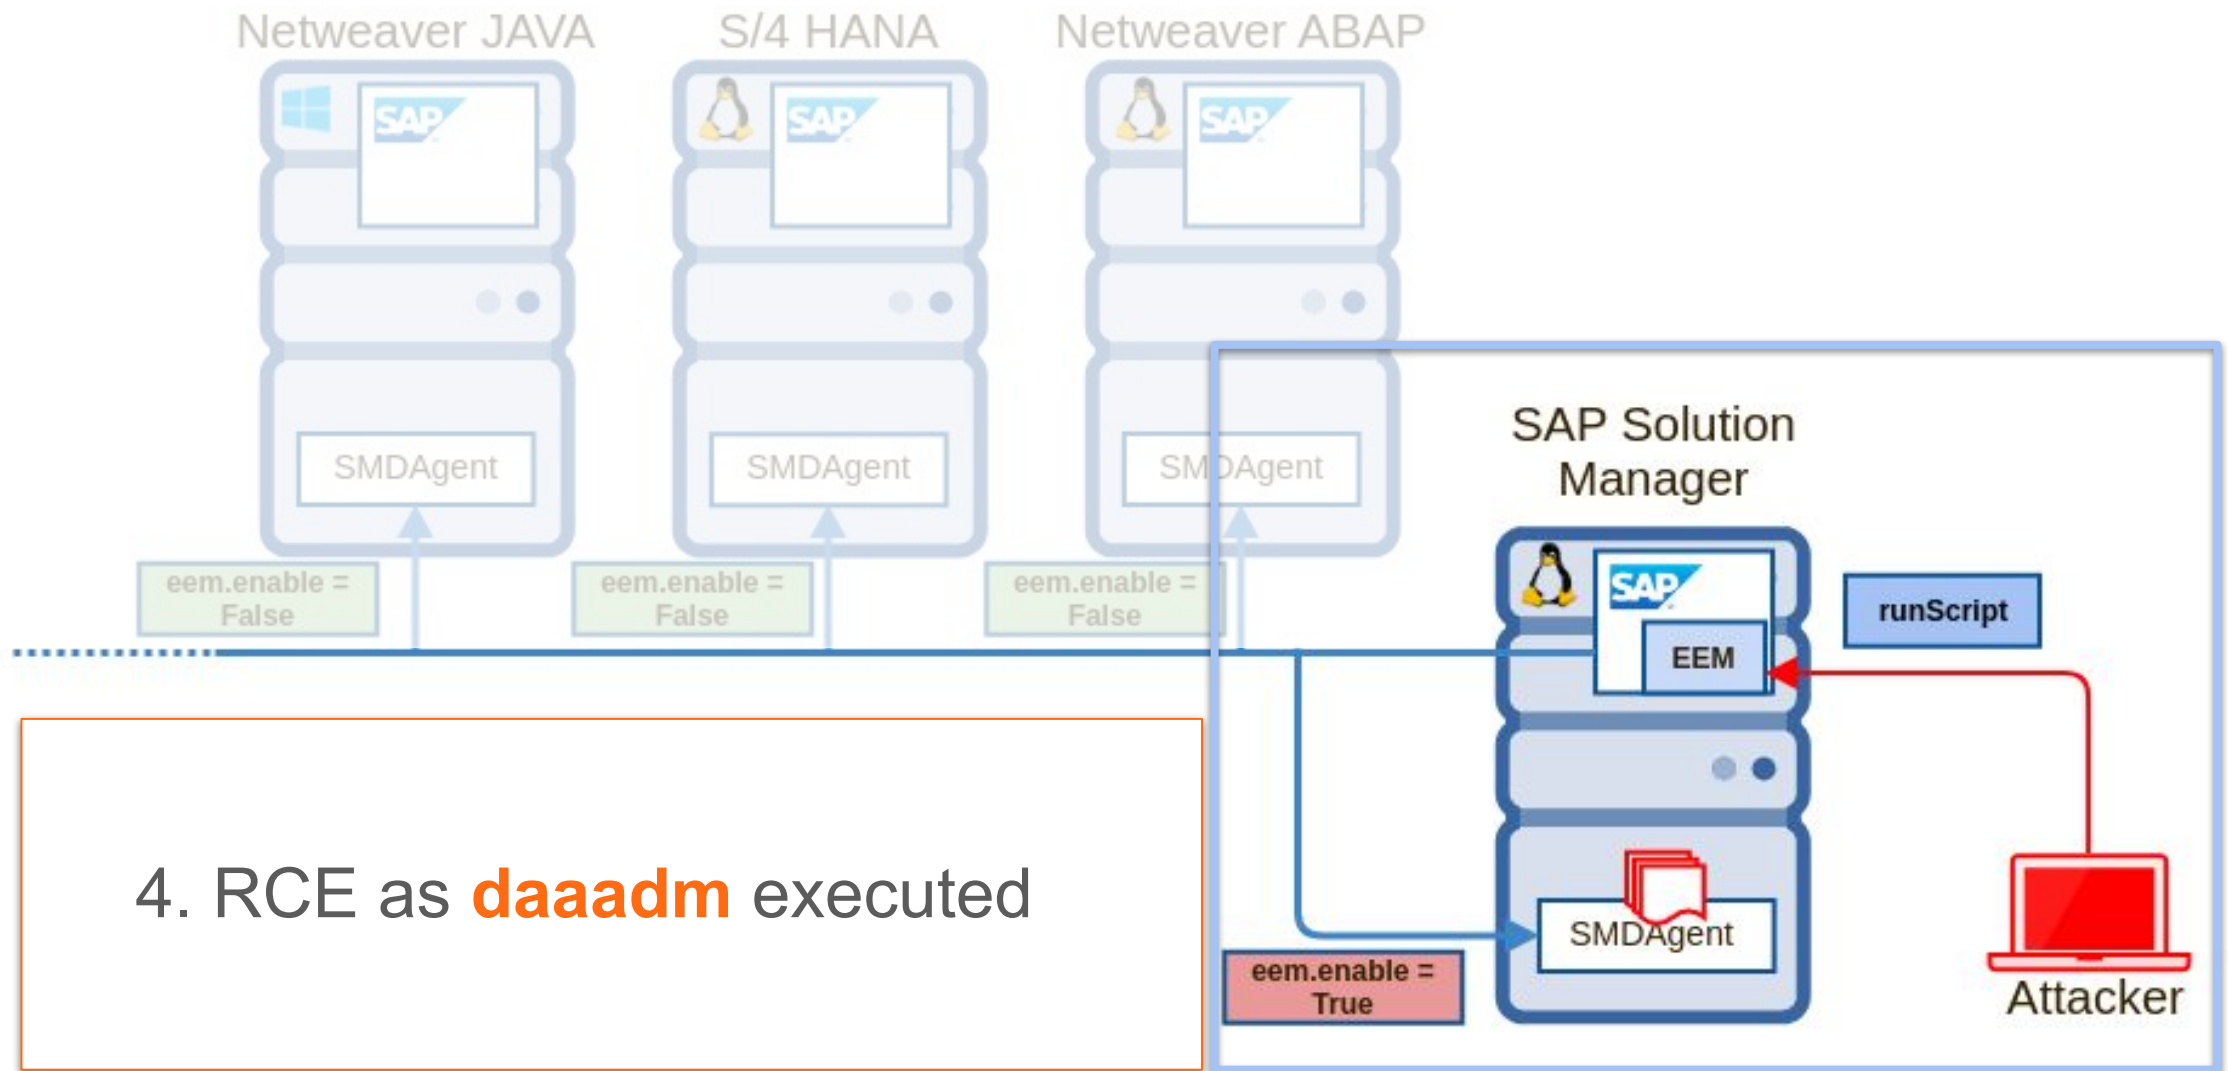 Netweaver JAVA
S/4 HANA
Netweaver ABAP
SAP
SAP
SAP
SMDAgent
SMDAgent
SMDAgent
eem.enable =
False
eem.enable =
False
eem.enable =
False
SAP Solution
Manager
SAP
EEM
runScript
SMDAgent
eem.enable =
True
Attacker
4. RCE as daaadm executed